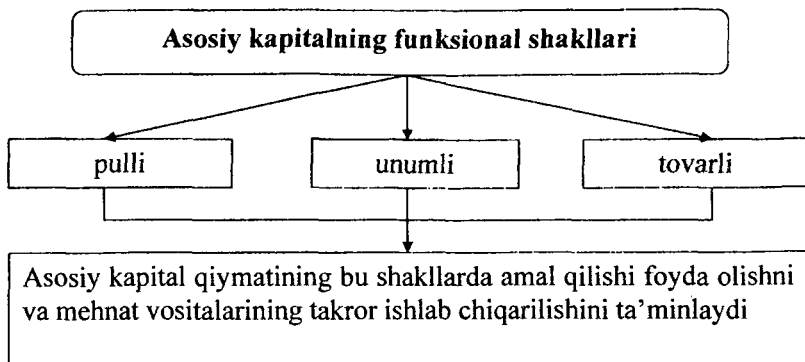 Asosiy kapitalning funksional shakllari
pulli
unumli
tovarli
Asosiy kapital qiymatining bu shakllarda amal qilishi foyda olishni
va mehnat vositalarining takror ishlab chiqarilishini ta'minlaydi